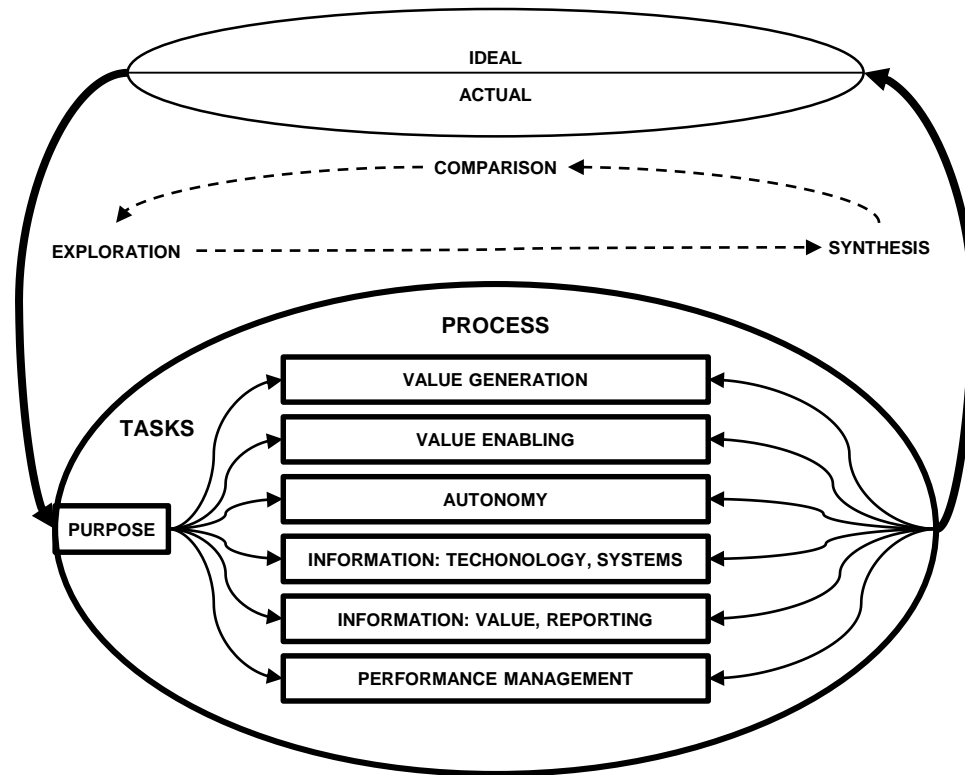 IDEAL
ACTUAL
COMPARISON
EXPLORATION
SYNTHESIS
PROCESS
VALUE GENERATION
TASKS
VALUE ENABLING
AUTONOMY
PURPOSE
INFORMATION: TECHONOLOGY, SYSTEMS
INFORMATION: VALUE, REPORTING
PERFORMANCE MANAGEMENT